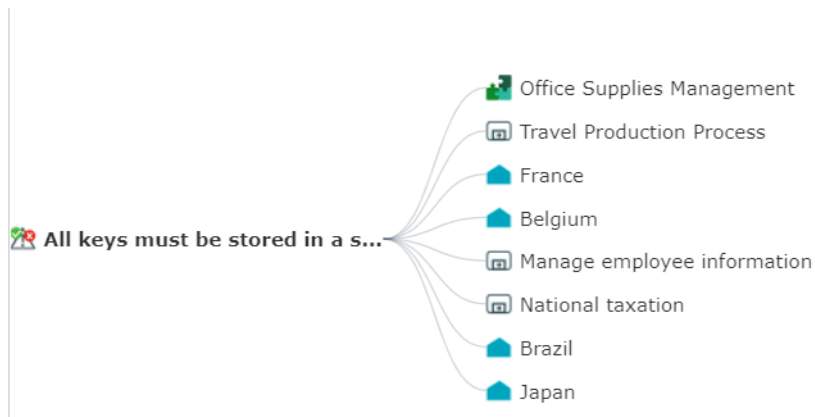 Office Supplies Management
Travel Production Process
France
Belgium
All keys must be stored in a s...
Manage employee information
National taxation
Brazil
Japan